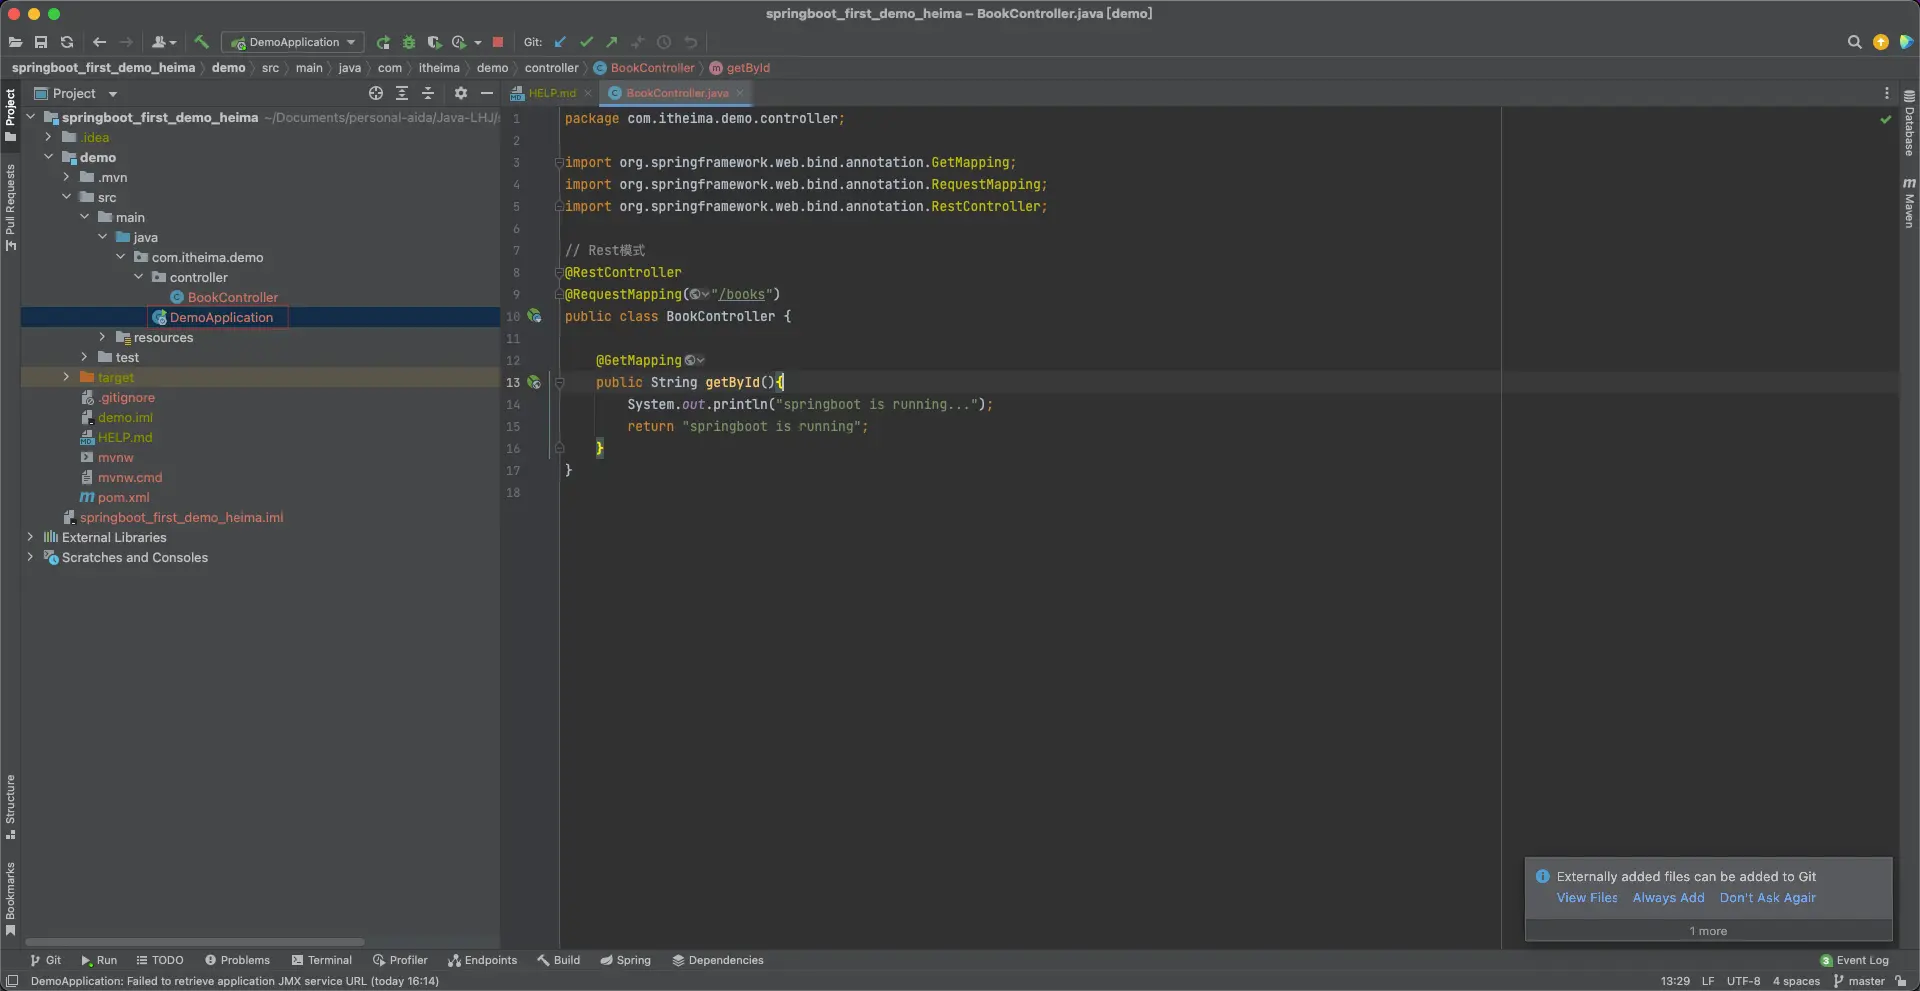 springboot_first_demo_heima – BookController.java [demo]
DemoApplication
Git:
springboot_first_demo_heima demo src main java com itheima demo controller BookController getById
Project
HELP.md
BookController.java
Project
Pull Requests
Structure
Bookmarks
springboot_first_demo_heima ~/Documents/personal-aida/Java-LHJ/
.idea
demo
.mvn
src
main
java
com.itheima.demo
controller
BookController
DemoApplication
resources
test
target
.gitignore
demo.iml
HELP.md
mvnw
mvnw.cmd
pom.xml
springboot_first_demo_heima.iml
External Libraries
Scratches and Consoles
1 package com.itheima.demo.controller;
2
3 import org.springframework.web.bind.annotation.GetMapping;
4 import org.springframework.web.bind.annotation.RequestMapping;
5 import org.springframework.web.bind.annotation.RestController;
6
7 // Rest模式
8 @RestController
9 @RequestMapping("/books")
10 public class BookController {
11
12 @GetMapping
13 public String getById(){
14 System.out.println("springboot is running...");
15 return "springboot is running";
16 }
17 }
18
Database
Maven
Externally added files can be added to Git
View Files Always Add Don't Ask Again
1 more
Git Run TODO Problems Terminal Profiler Endpoints Build Spring Dependencies
3 Event Log
DemoApplication: Failed to retrieve application JMX service URL (today 16:14)
13:29 LF UTF-8 4 spaces master